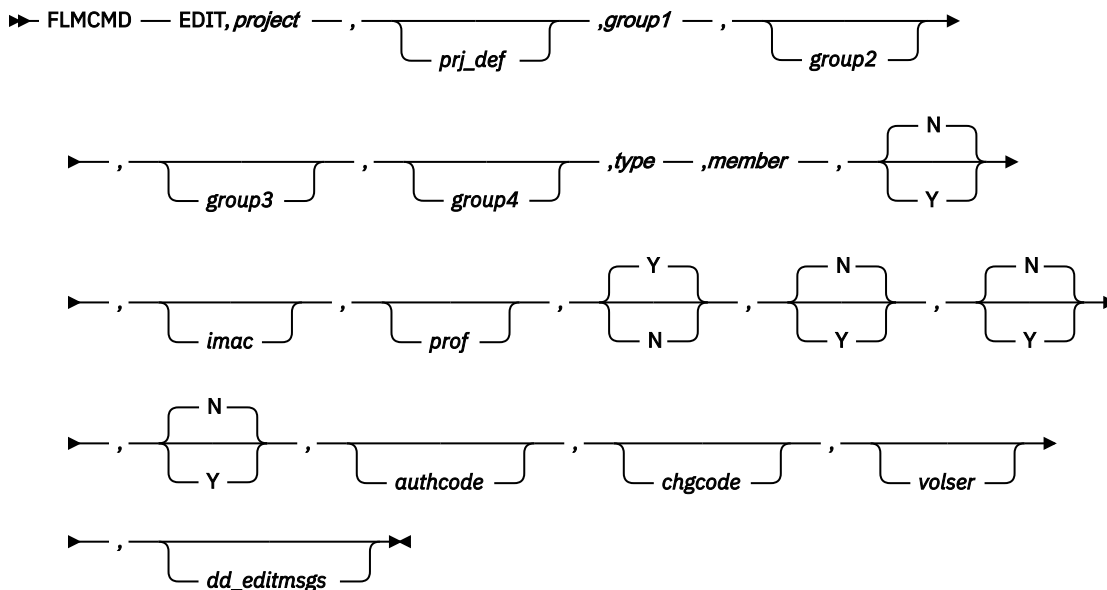 FLMCMD EDIT,project , ,group1 ,
prj_def group2
N
, , ,type ,member ,
group3 group4 Y
Y N N
, , , , ,
imac prof N Y Y
N
, , , ,
Y authcode chgcode volser
,
dd_editmsgs